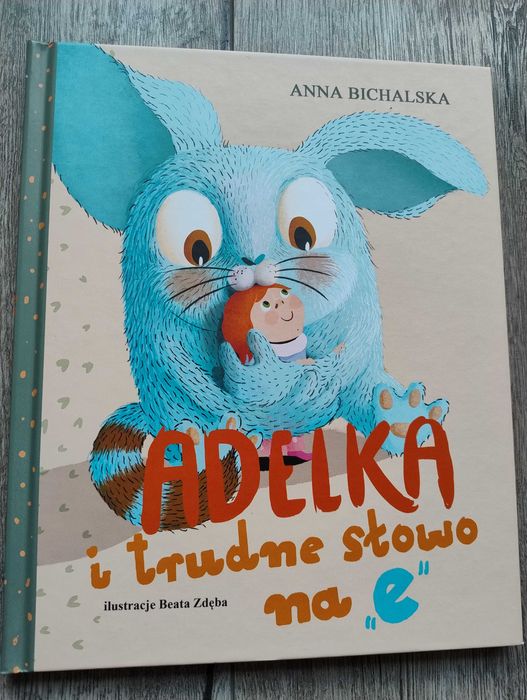 ANNA BICHALSKA
ADELKA
i trudne słowo
na „e”
ilustracje Beata Zdęba